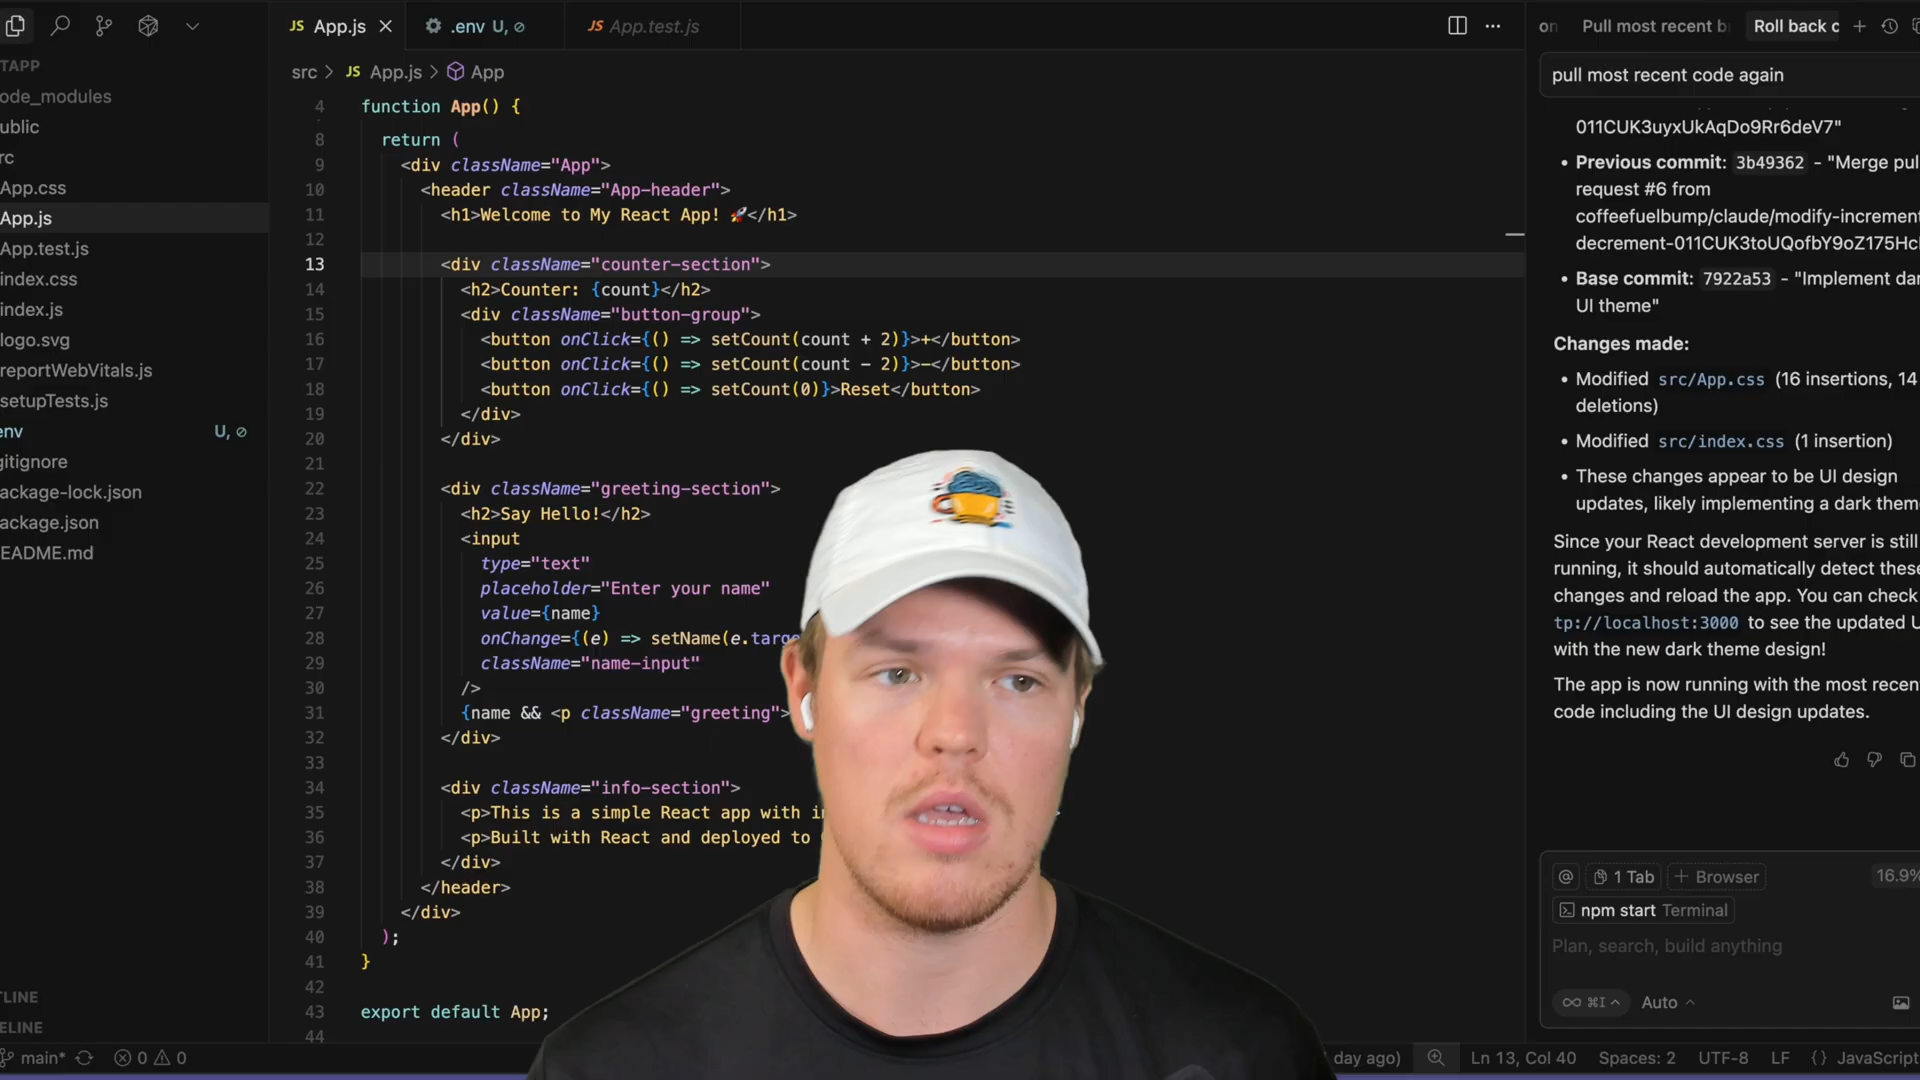 JS App.js
.env U,
JS App.test.js
on
Pull most recent b
Roll back c
src > JS App.js > App
pull most recent code again
TAPP
ode_modules
ublic
rc
App.css
App.js
App.test.js
index.css
index.js
logo.svg
reportWebVitals.js
setupTests.js
env U,
gitignore
ackage-lock.json
ackage.json
EADME.md
TLINE
ELINE
4 function App() {
8 return (
9 <div className="App">
10 <header className="App-header">
11 <h1>Welcome to My React App! 🚀</h1>
12
13 <div className="counter-section">
14 <h2>Counter: {count}</h2>
15 <div className="button-group">
16 <button onClick={() => setCount(count + 2)}>+</button>
17 <button onClick={() => setCount(count - 2)}>-</button>
18 <button onClick={() => setCount(0)}>Reset</button>
19 </div>
20 </div>
21
22 <div className="greeting-section">
23 <h2>Say Hello!</h2>
24 <input
25 type="text"
26 placeholder="Enter your name"
27 value={name}
28 onChange={(e) => setName(e.targe
29 className="name-input"
30 />
31 {name && <p className="greeting">
32 </div>
33
34 <div className="info-section">
35 <p>This is a simple React app with i
36 <p>Built with React and deployed to
37 </div>
38 </header>
39 </div>
40 );
41 }
42
43 export default App;
44
011CUK3uyxUkAqDo9Rr6deV7"
• Previous commit: 3b49362 - "Merge pul
request #6 from
coffeefuelbump/claude/modify-increment
decrement-011CUK3toUQofbY9oZ175Hc
• Base commit: 7922a53 - "Implement da
UI theme"
Changes made:
• Modified src/App.css (16 insertions, 14
deletions)
• Modified src/index.css (1 insertion)
• These changes appear to be UI design
updates, likely implementing a dark them
Since your React development server is still
running, it should automatically detect these
changes and reload the app. You can check
tp://localhost:3000 to see the updated U
with the new dark theme design!
The app is now running with the most recen
code including the UI design updates.
@ 1 Tab + Browser 16.9%
npm start Terminal
Plan, search, build anything
∞ ⌘I Auto
main* 0 0
day ago) Ln 13, Col 40 Spaces: 2 UTF-8 LF {} JavaScript